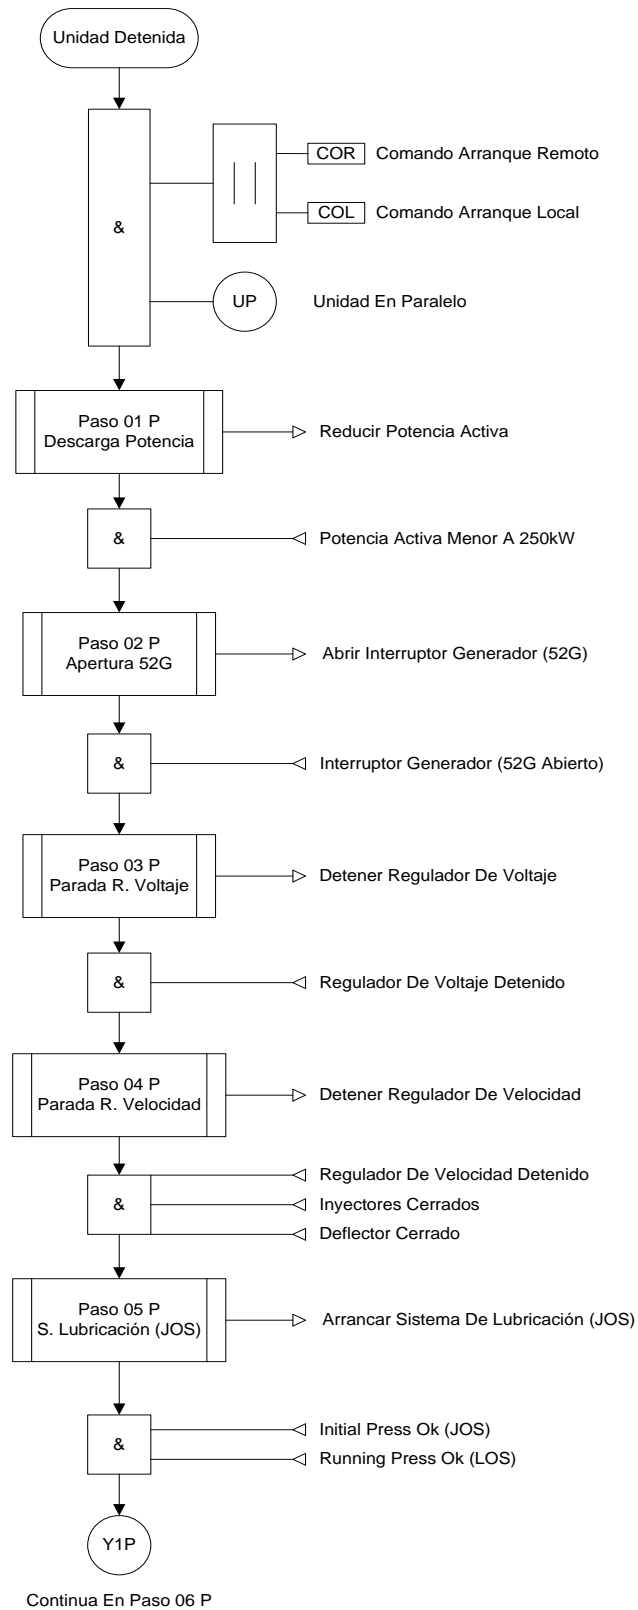 Unidad Detenida
&
| |
COR Comando Arranque Remoto
COL Comando Arranque Local
UP Unidad En Paralelo
Paso 01 P
Descarga Potencia
Reducir Potencia Activa
& Potencia Activa Menor A 250kW
Paso 02 P
Apertura 52G
Abrir Interruptor Generador (52G)
& Interruptor Generador (52G Abierto)
Paso 03 P
Parada R. Voltaje
Detener Regulador De Voltaje
& Regulador De Voltaje Detenido
Paso 04 P
Parada R. Velocidad
Detener Regulador De Velocidad
Regulador De Velocidad Detenido
& Inyectores Cerrados
Deflector Cerrado
Paso 05 P
S. Lubricación (JOS)
Arrancar Sistema De Lubricación (JOS)
Initial Press Ok (JOS)
&
Running Press Ok (LOS)
Y1P
Continua En Paso 06 P